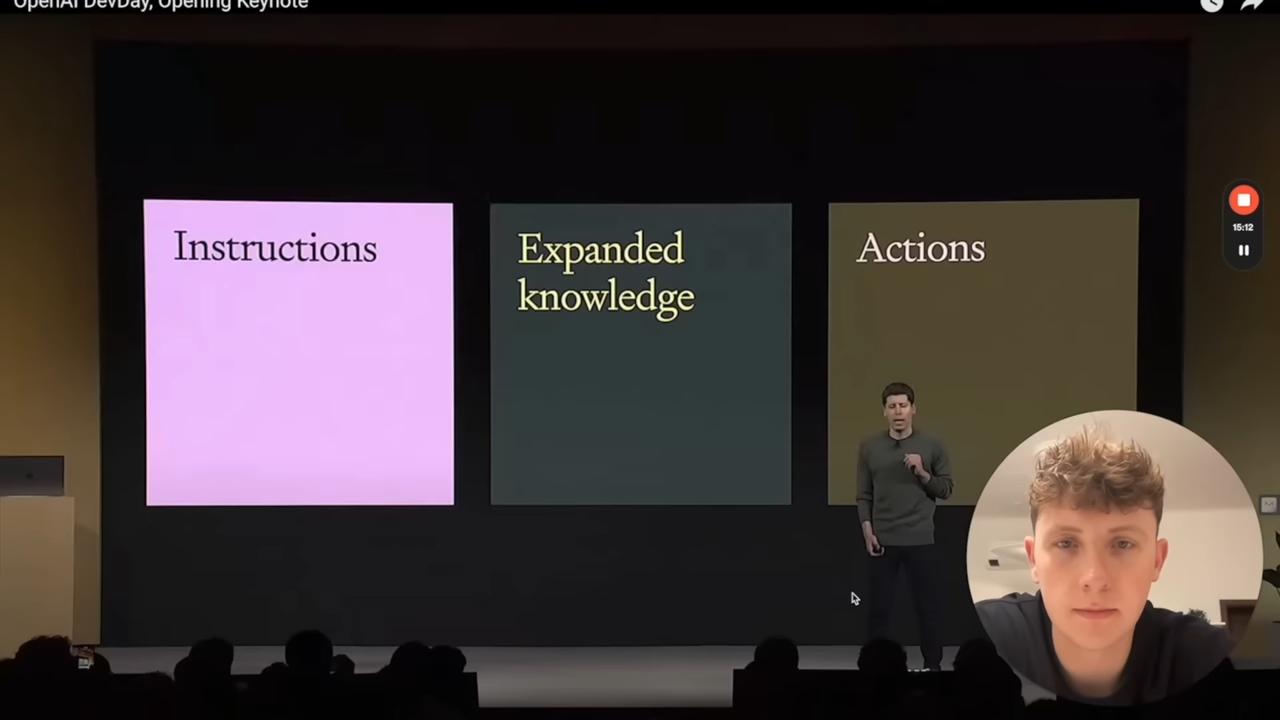 OpenAI DevDay, Opening Keynote
Instructions
Expanded
knowledge
Actions
15:12